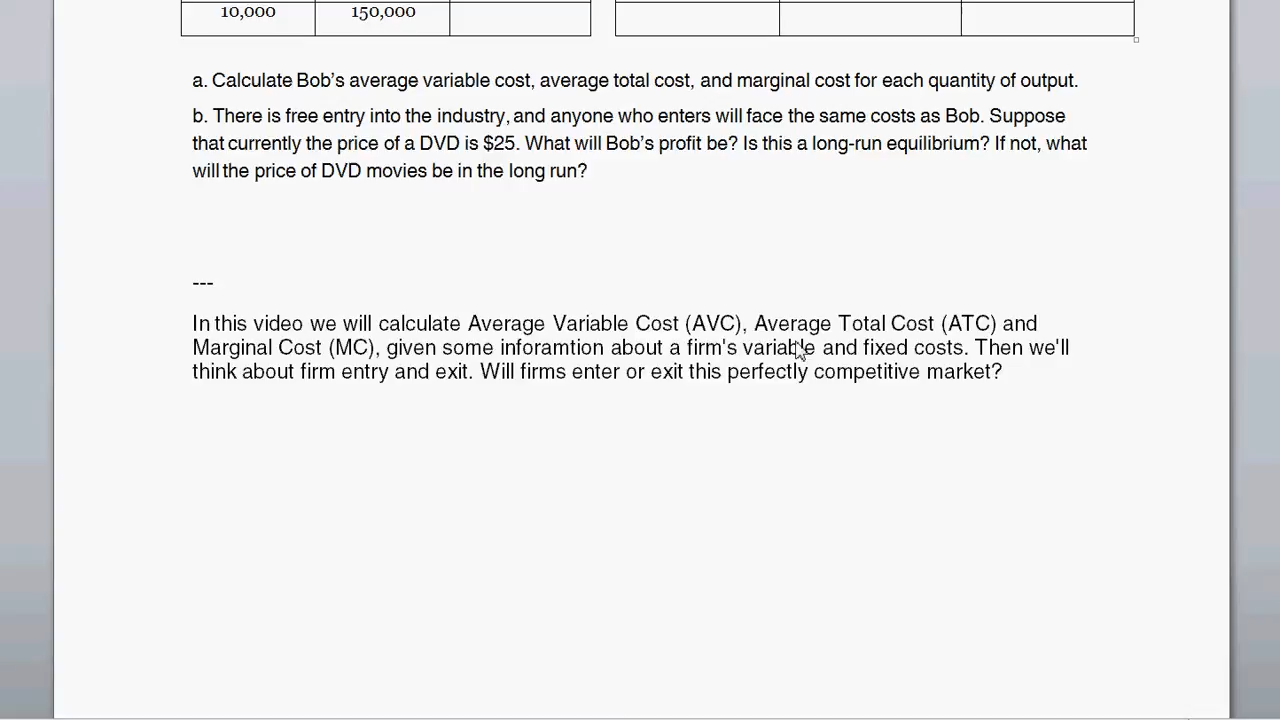 10,000 150,000
a. Calculate Bob's average variable cost, average total cost, and marginal cost for each quantity of output.
b. There is free entry into the industry, and anyone who enters will face the same costs as Bob. Suppose
that currently the price of a DVD is $25. What will Bob's profit be? Is this a long-run equilibrium? If not, what
will the price of DVD movies be in the long run?
---
In this video we will calculate Average Variable Cost (AVC), Average Total Cost (ATC) and
Marginal Cost (MC), given some inforamtion about a firm's variable and fixed costs. Then we'll
think about firm entry and exit. Will firms enter or exit this perfectly competitive market?